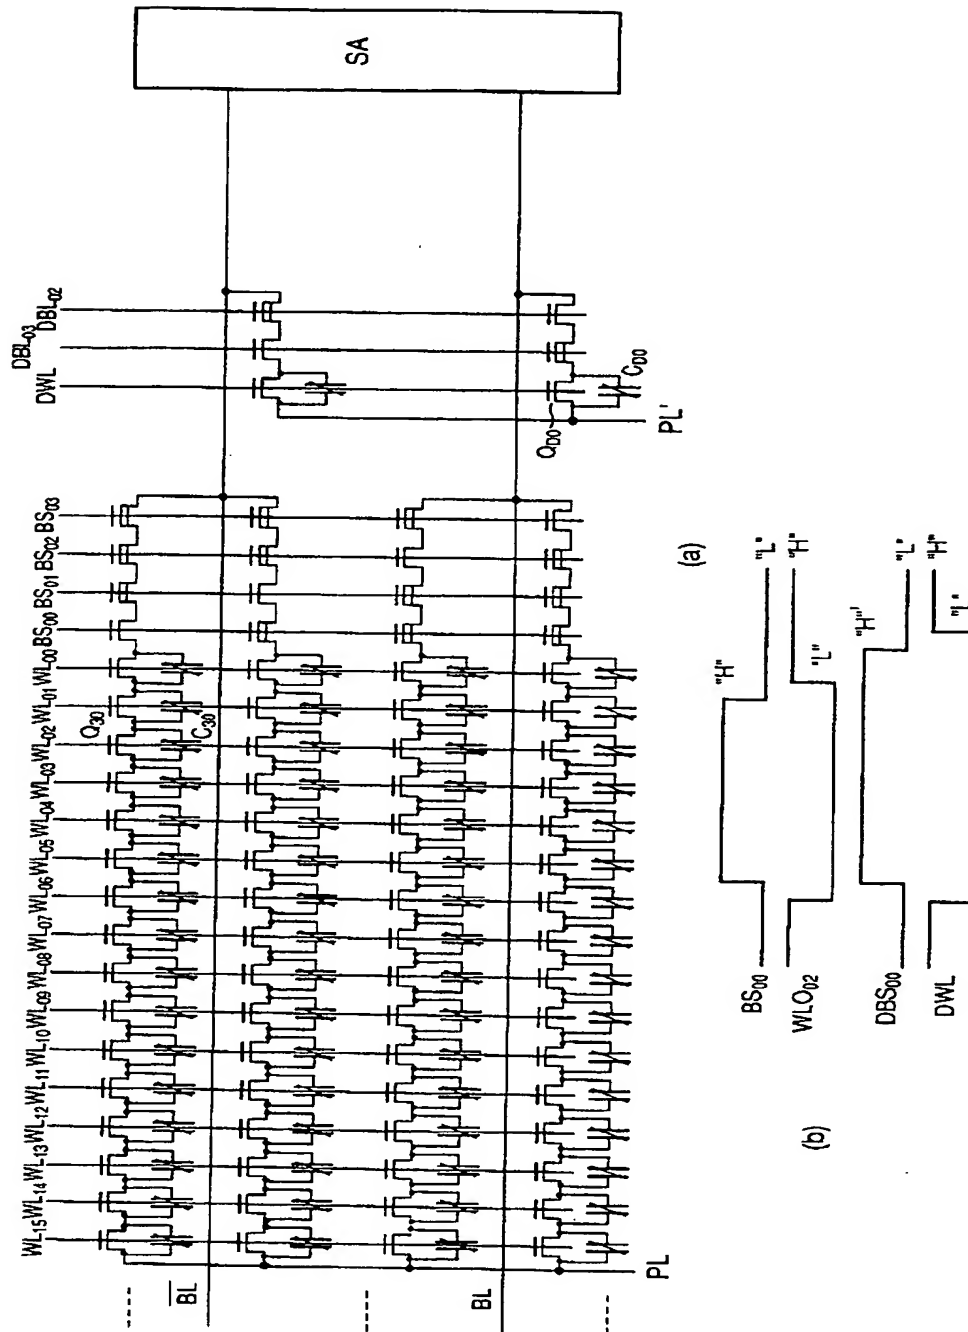 SA
DBL03
DBL02
DWL
CD0
QD0
PL'
BS03
BS02
BS01
BS00
WL00
WL01
WL02
WL03
WL04
WL05
WL06
WL07
WL08
WL09
WL10
WL11
WL12
WL13
WL14
WL15
Q30
C30
BL
BL
PL
(a)
BS00
"H"
"L"
WLO02
"L"
"H"
DBS00
"H"'
"L"
DWL
"L"
"H"
(b)